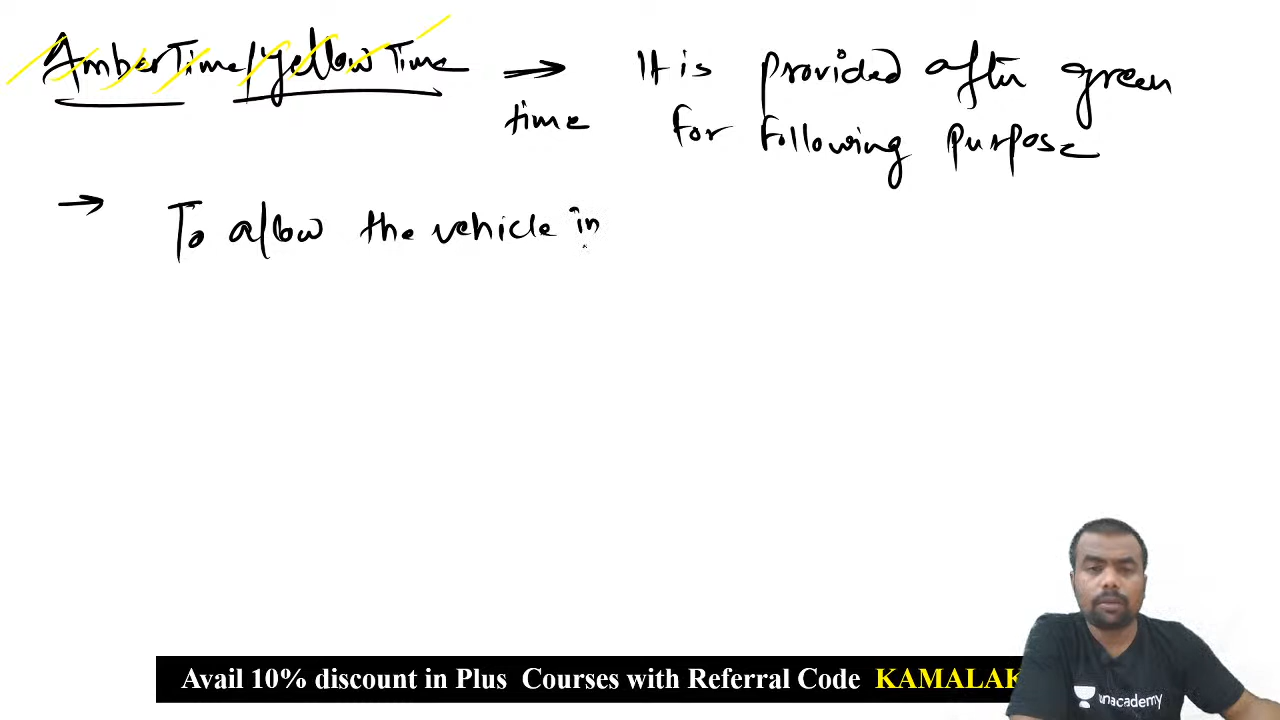 Amber Time/Yellow Time → It is provided after green
time for following purpose
→ To allow the vehicle in
Avail 10% discount in Plus Courses with Referral Code KAMALAK
unacademy